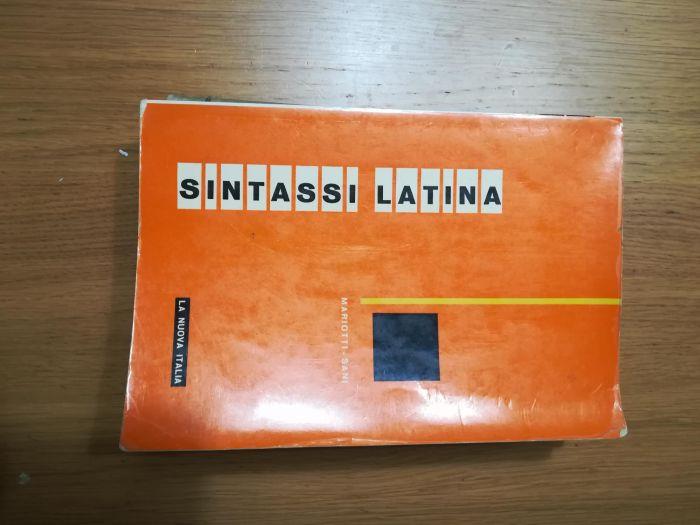 SINTASSI LATINA
MARIOTTI-SANI
LA NUOVA ITALIA